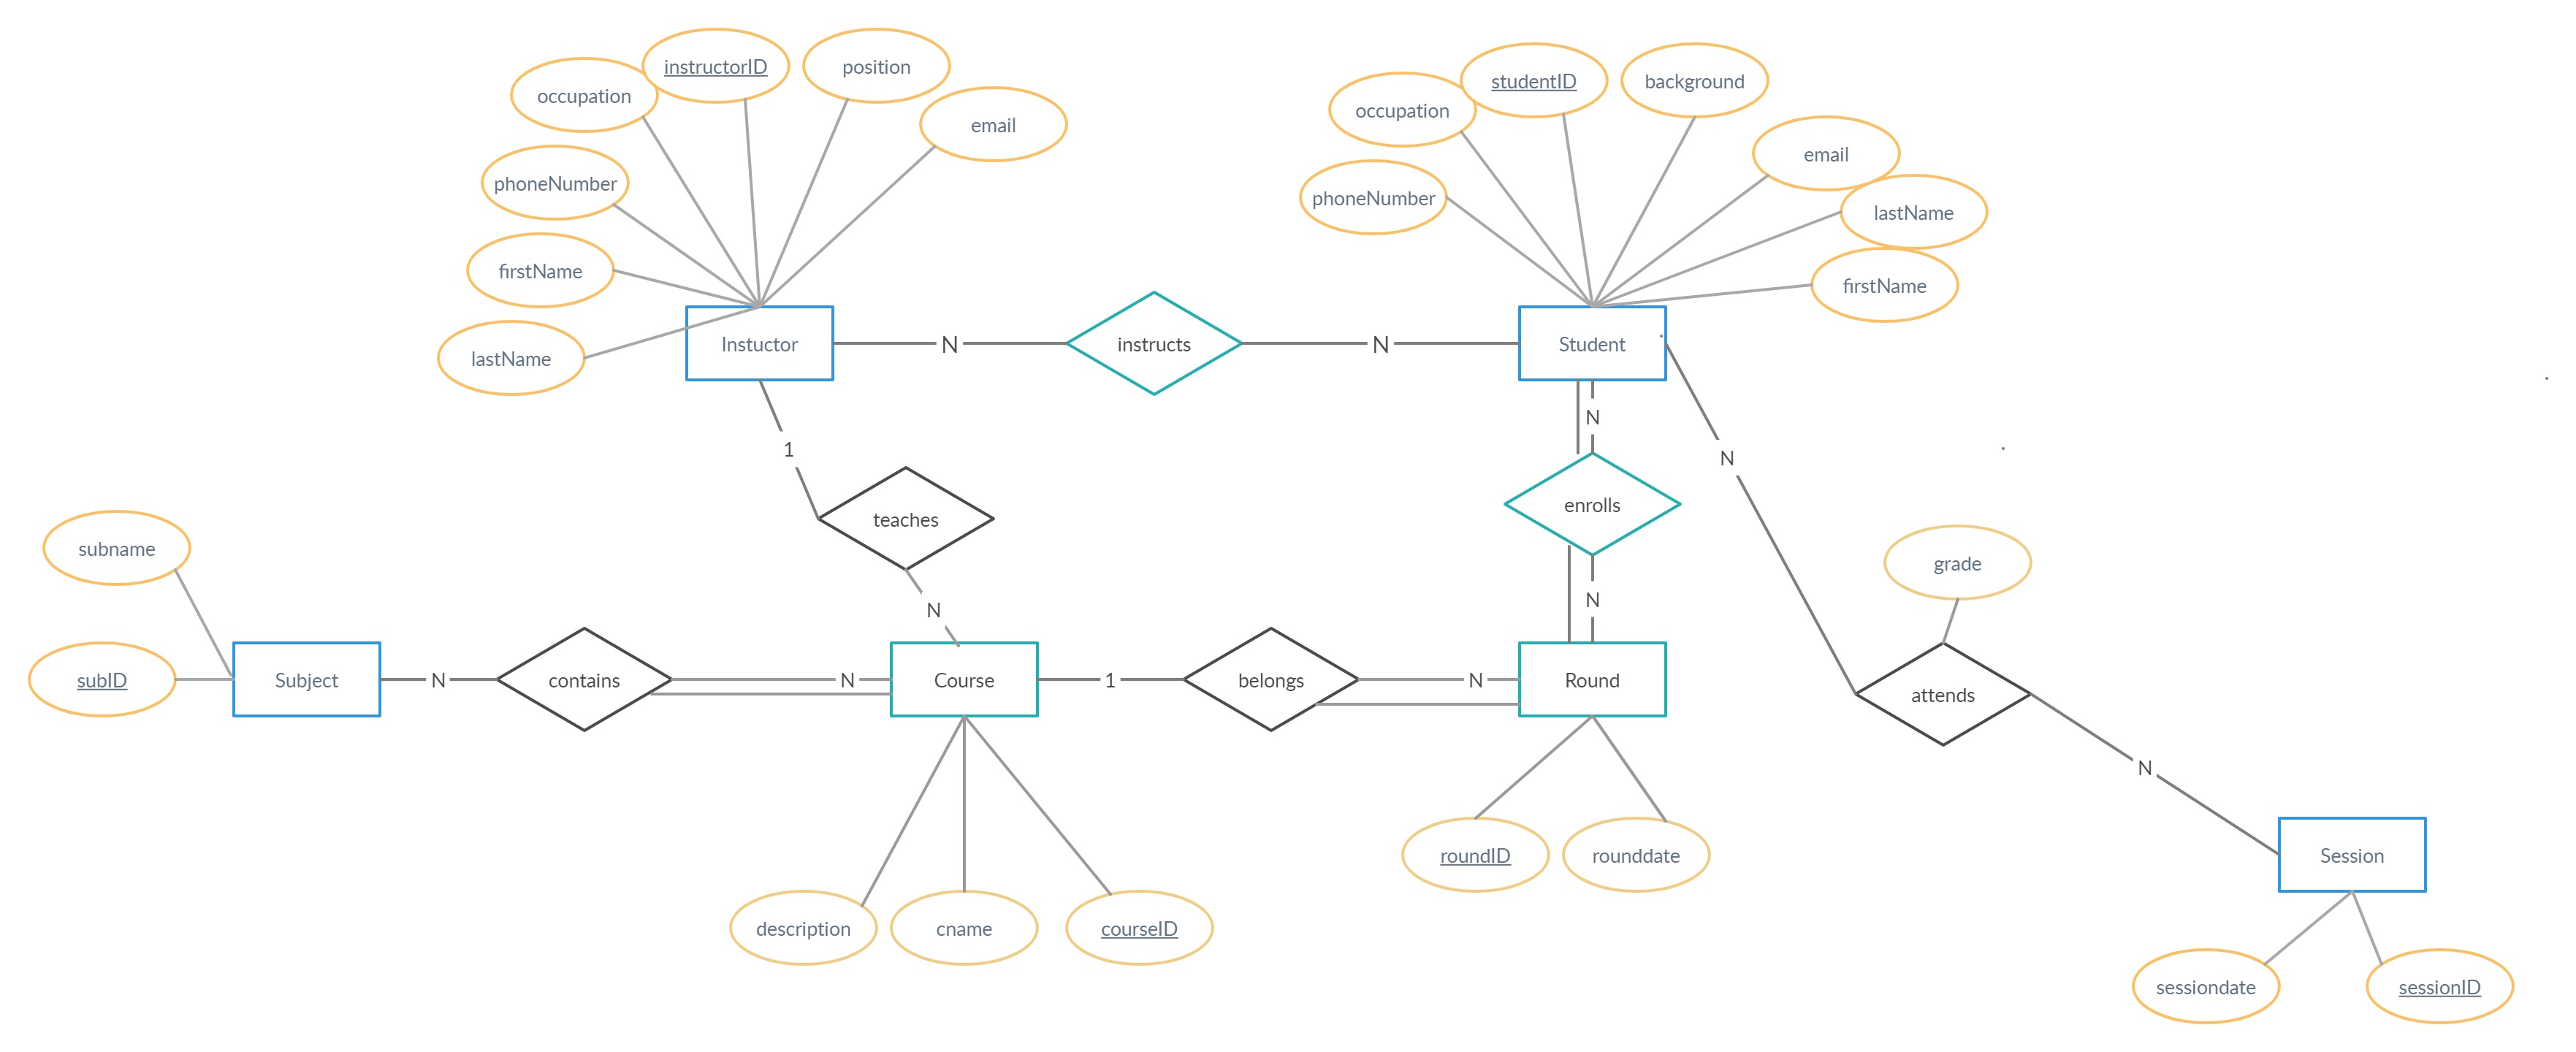 instructorID
position
occupation
email
phoneNumber
firstName
lastName
Instuctor
N
instructs
N
studentID
background
occupation
email
phoneNumber
lastName
firstName
Student
N
enrolls
N
N
1
teaches
N
subname
subID
Subject
N
contains
N
Course
1
belongs
N
Round
grade
attends
N
Session
roundID
rounddate
description
cname
courseID
sessiondate
sessionID